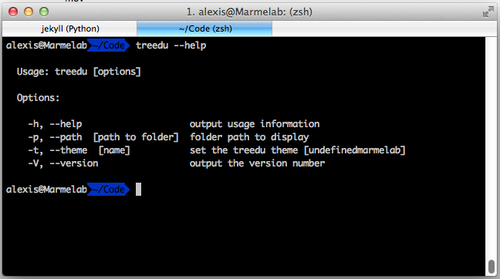 mov
1. alexis@Marmelab: (zsh)
jekyll (Python)
~/Code (zsh)
alexis@Marmelab ~/Code treedu --help
Usage: treedu [options]
Options:
-h, --help output usage information
-p, --path [path to folder] folder path to display
-t, --theme [name] set the treedu theme [undefinedmarmelab]
-V, --version output the version number
alexis@Marmelab ~/Code